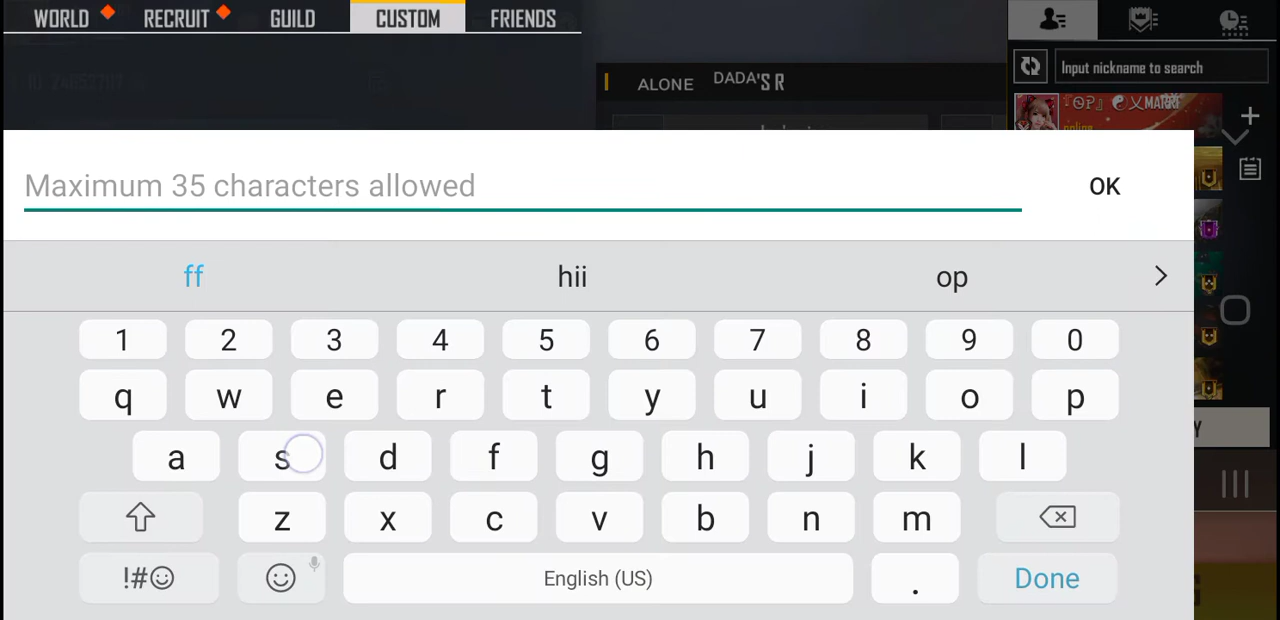 WORLD RECRUIT GUILD CUSTOM FRIENDS
ALONE DADA'S R
Input nickname to search
online
Maximum 35 characters allowed
OK
ff hii op
1 2 3 4 5 6 7 8 9 0
q w e r t y u i o p
a s d f g h j k l
z x c v b n m
!#☺ English (US) . Done